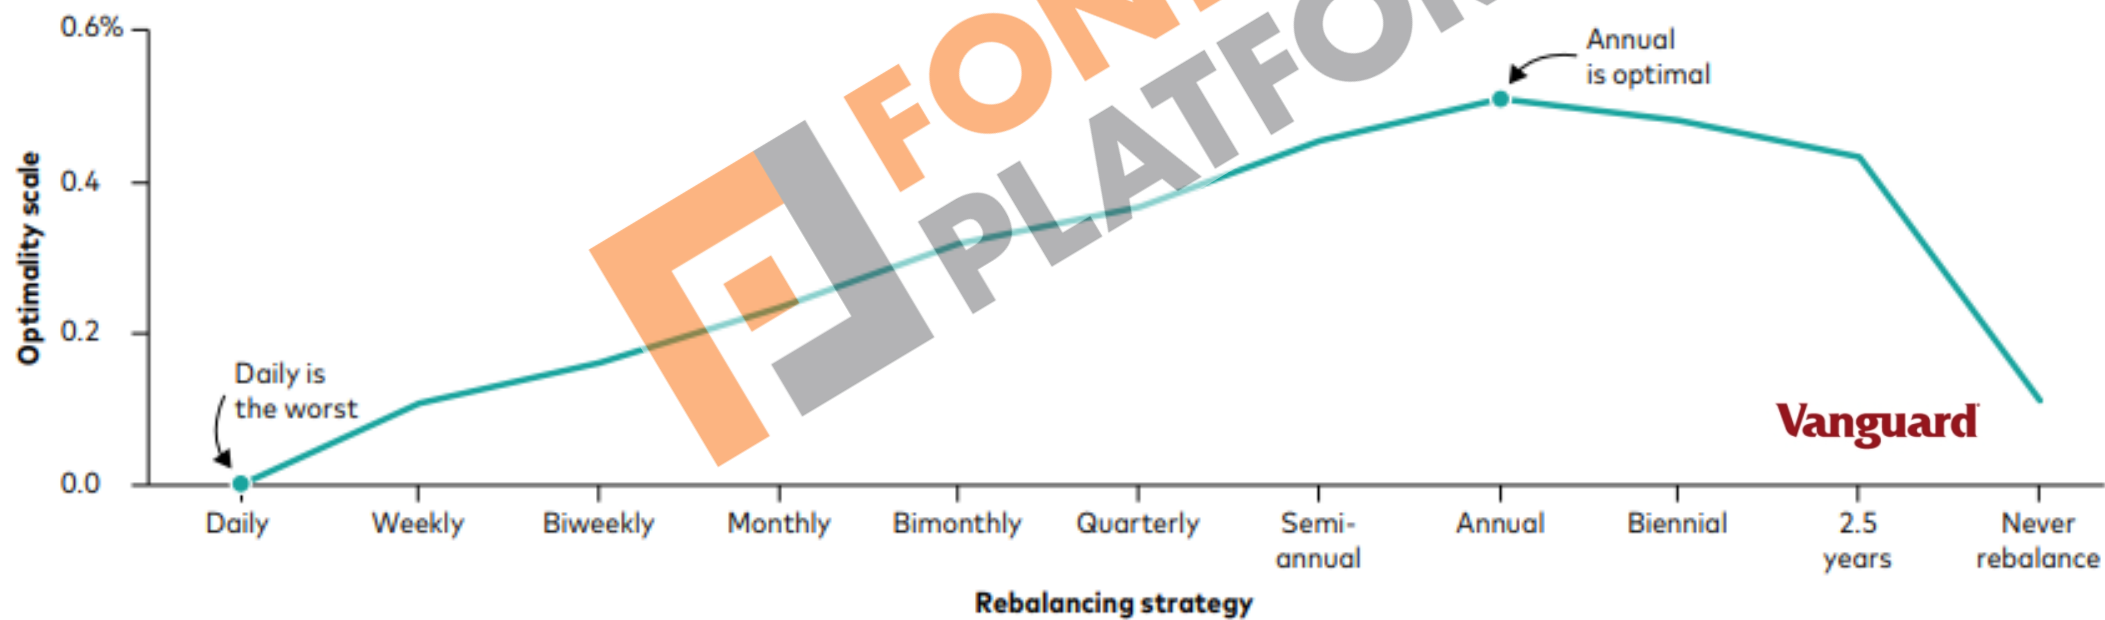 0.6%
0.4
0.2
0.0
Optimality scale
Daily is
the worst
Annual
is optimal
Vanguard
Daily
Weekly
Biweekly
Monthly
Bimonthly
Quarterly
Semi-
annual
Annual
Biennial
2.5
years
Never
rebalance
Rebalancing strategy